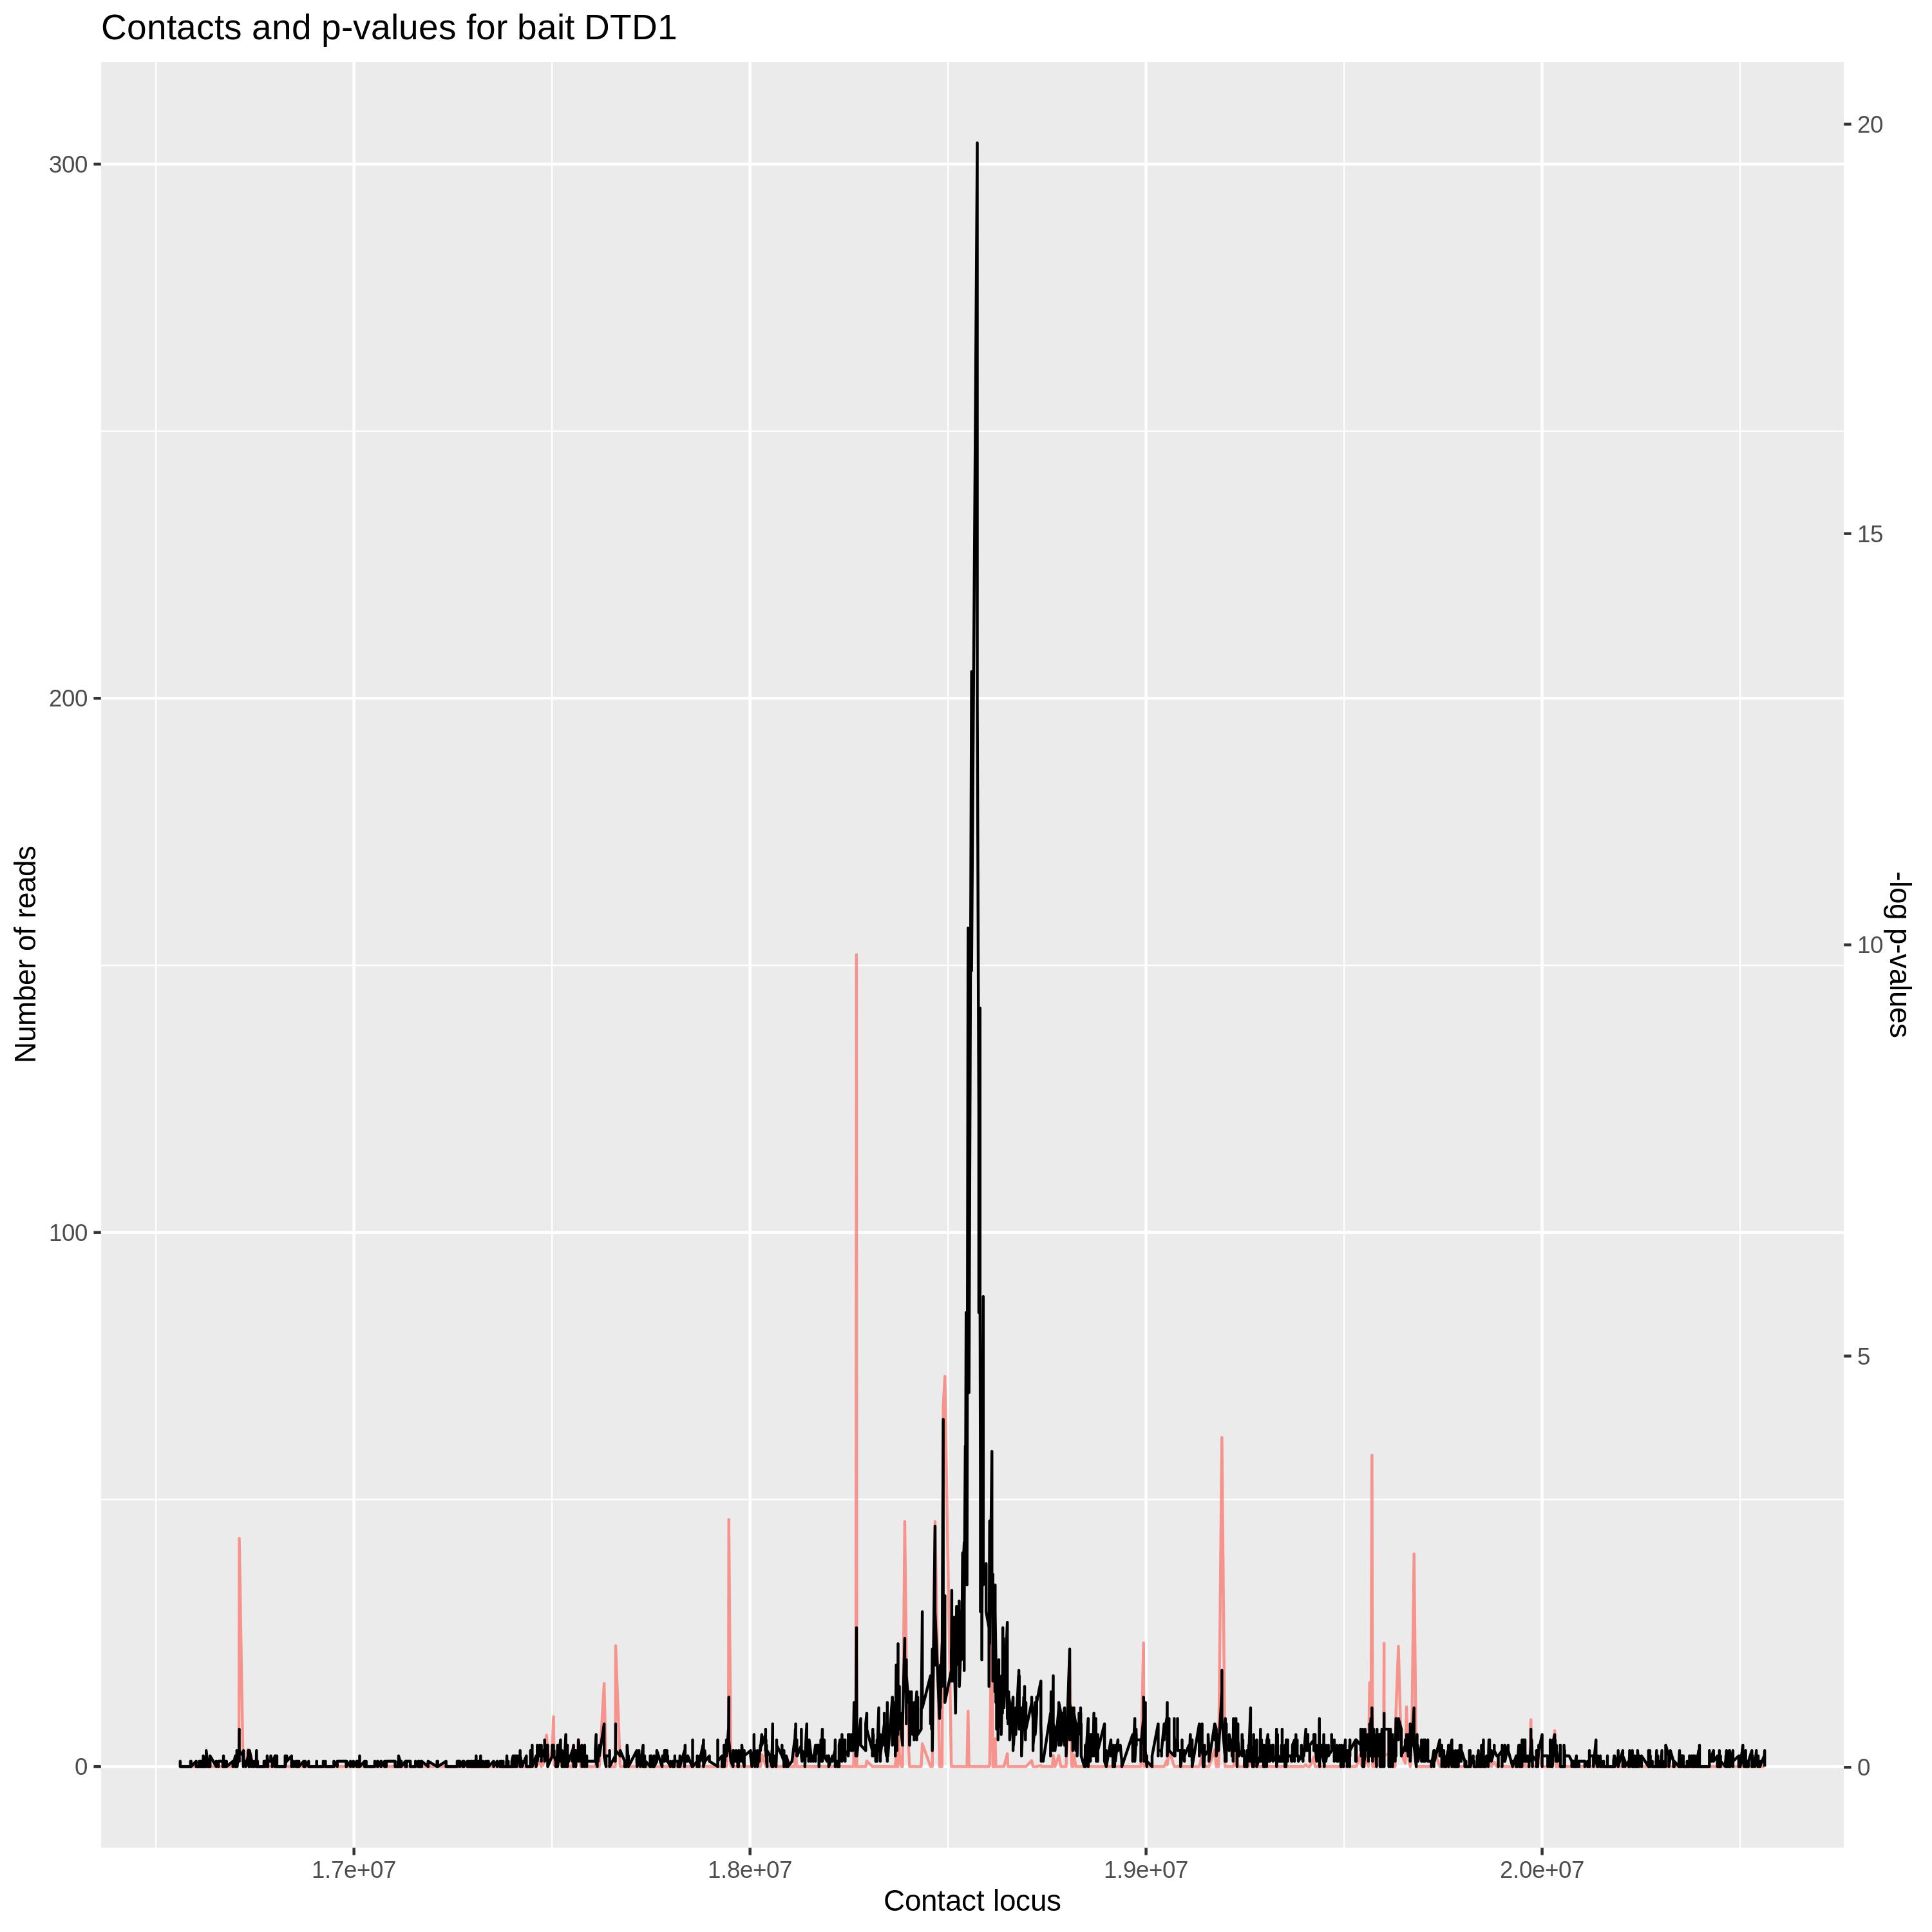 Contacts and p-values for bait DTD1
300
200
100
0
Number of reads
20
15
10
5
0
-log p-values
1.7e+07
1.8e+07
1.9e+07
2.0e+07
Contact locus